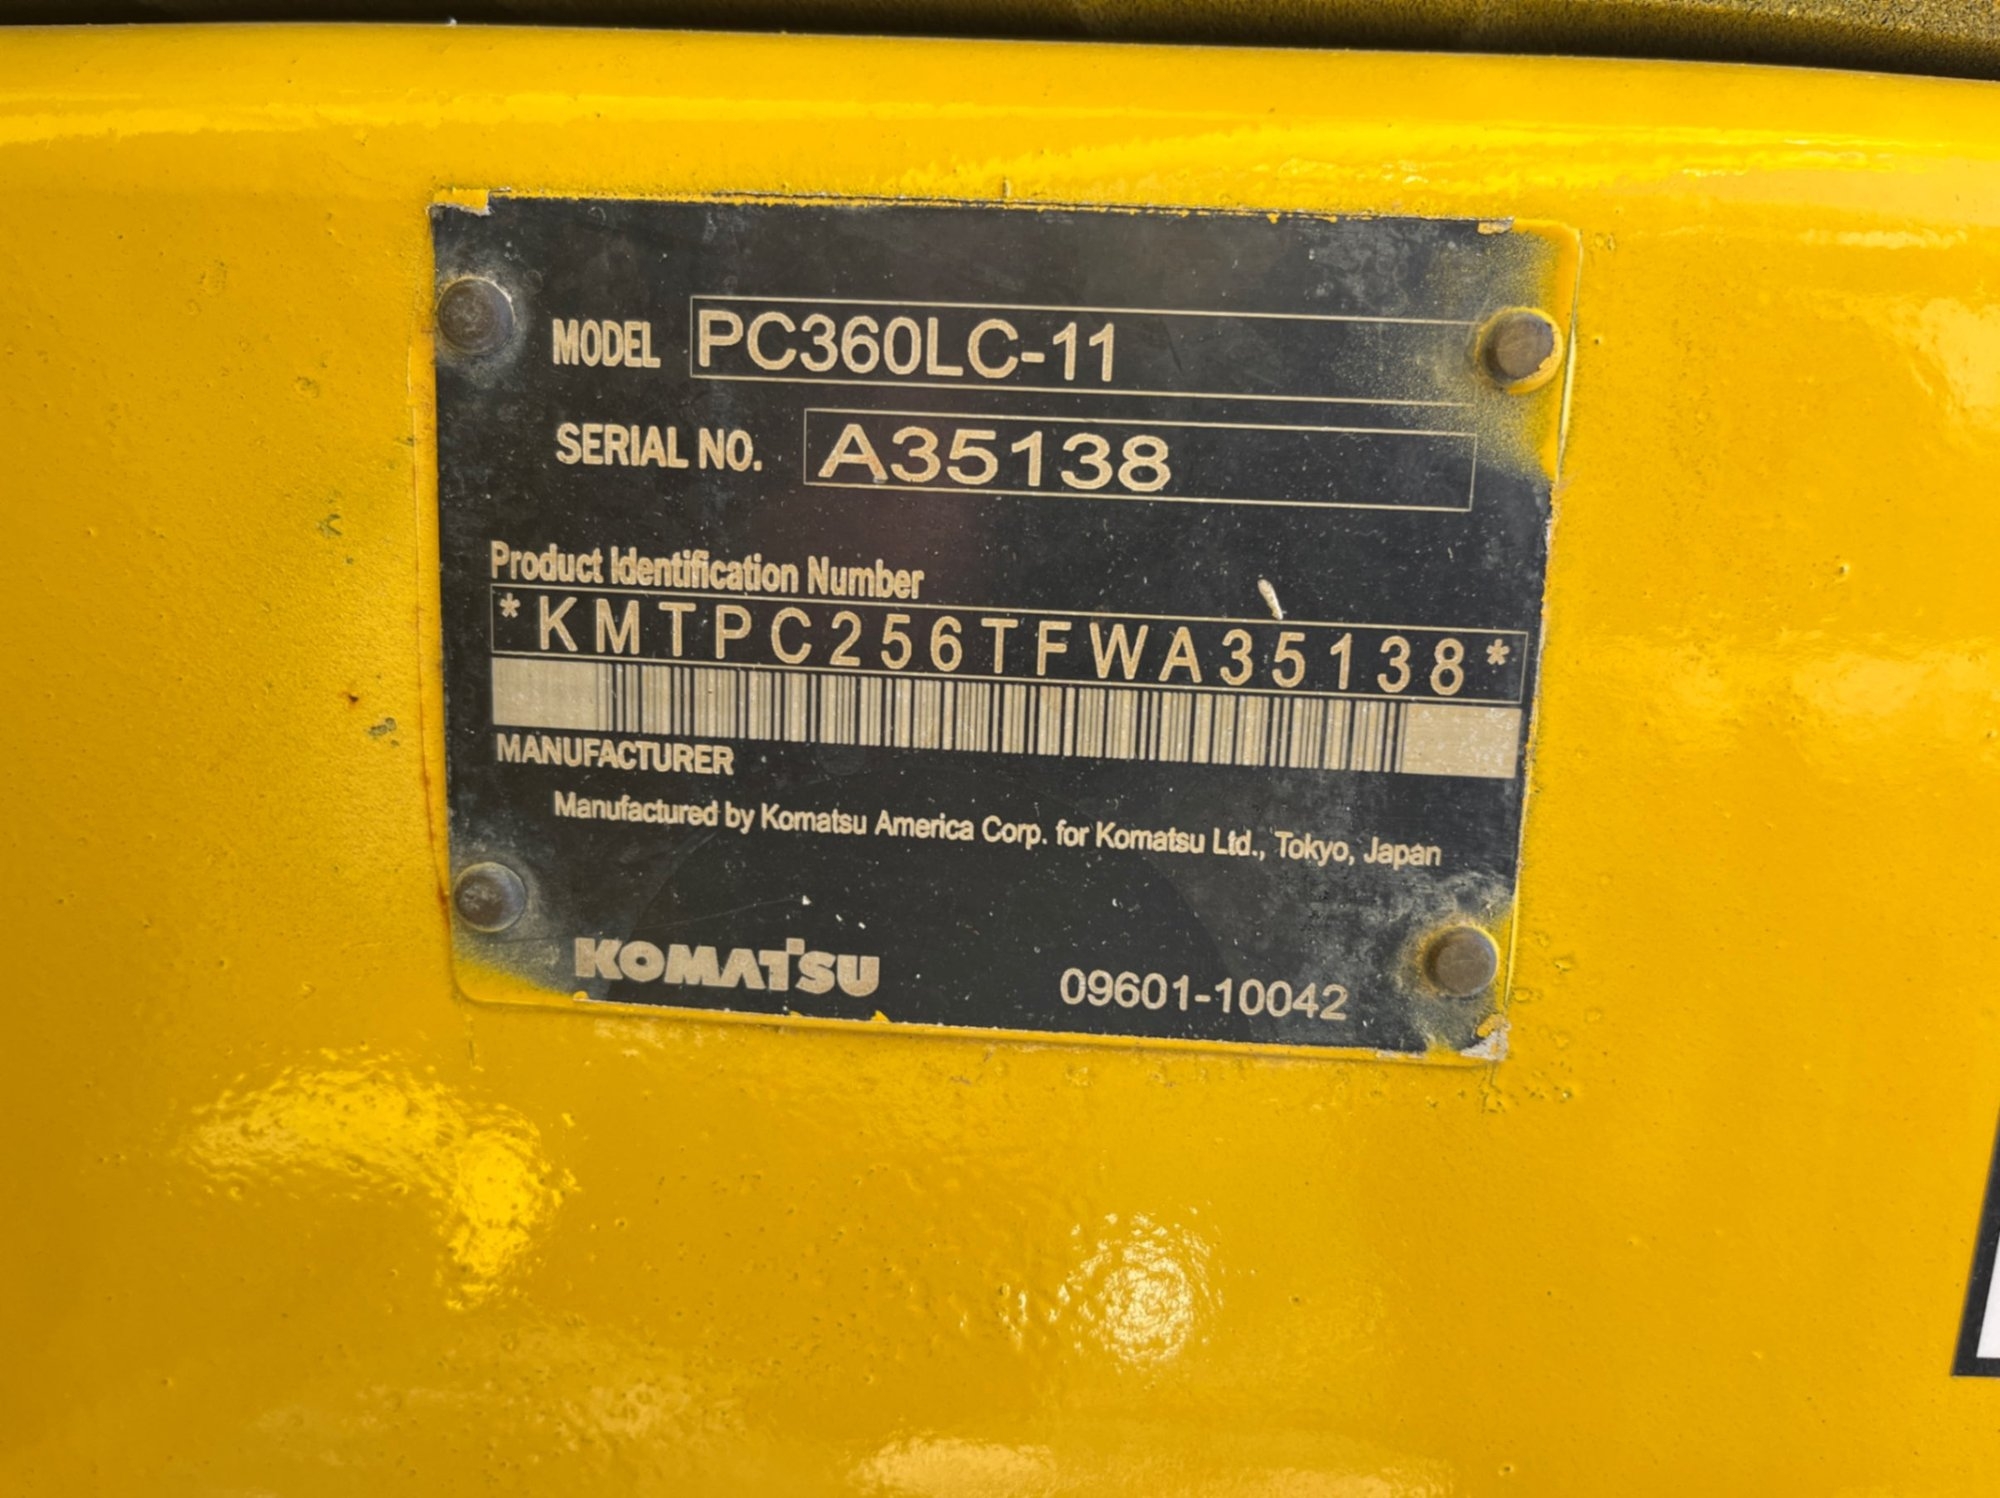 MODEL PC360LC-11
SERIAL NO. A35138
Product Identification Number
*KMTPC256TFWA35138*
MANUFACTURER
Manufactured by Komatsu America Corp. for Komatsu Ltd., Tokyo, Japan
KOMATSU 09601-10042